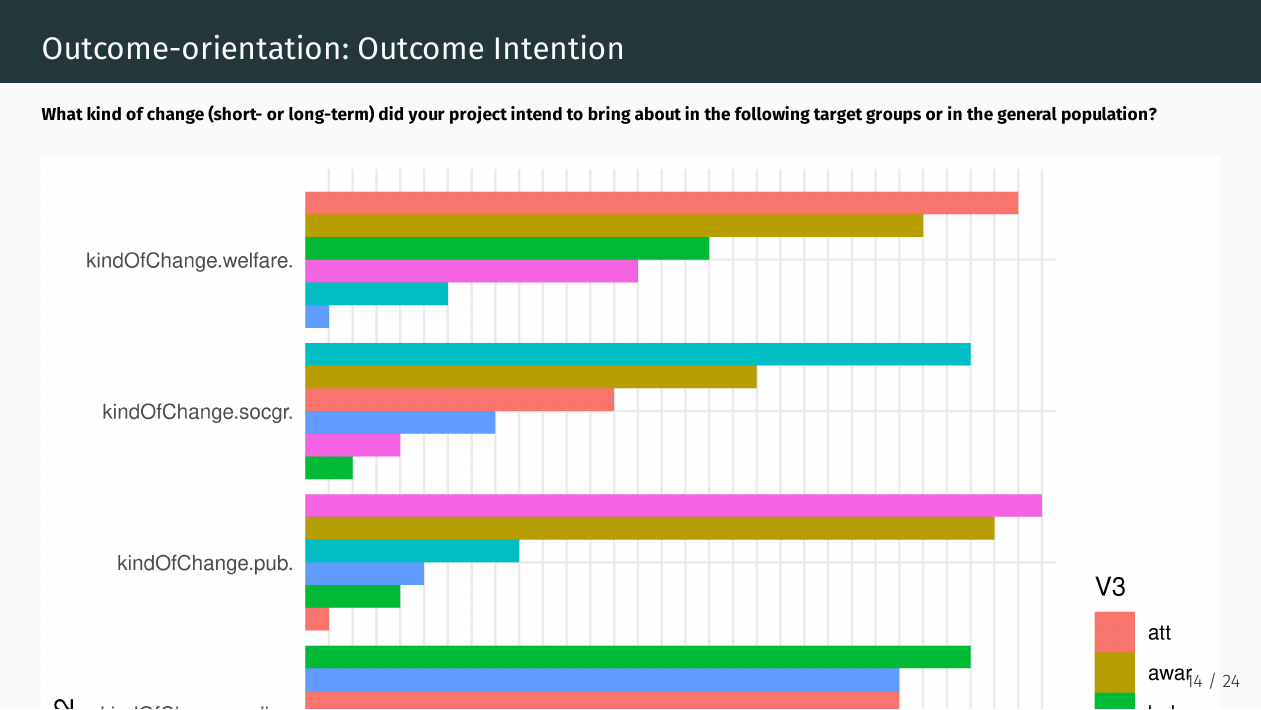 Outcome-orientation: Outcome Intention
What kind of change (short- or long-term) did your project intend to bring about in the following target groups or in the general population?
kindOfChange.welfare.
kindOfChange.socgr.
kindOfChange.pub.
V3
att
awar
14 / 24